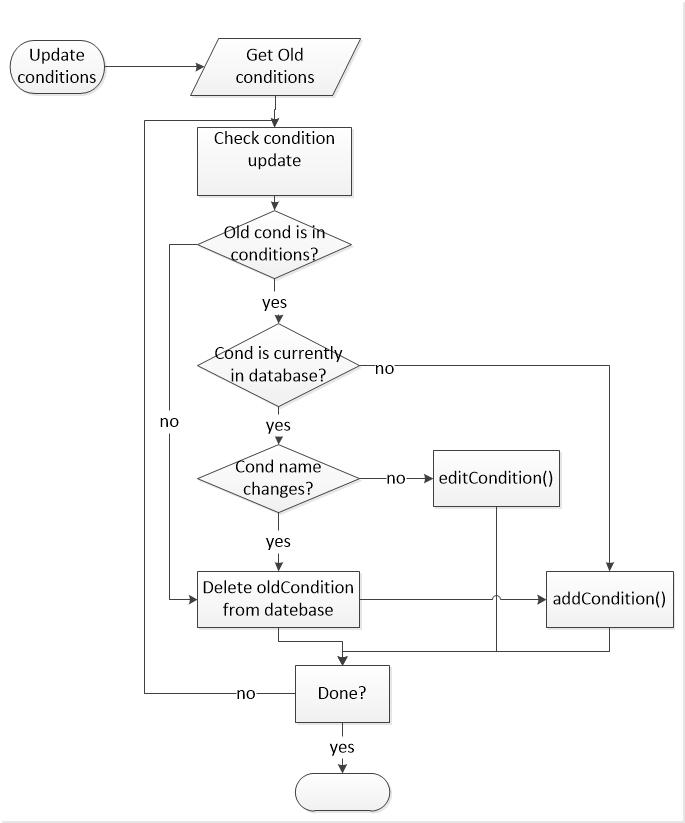 Update
conditions
Get Old
conditions
Check condition
update
Old cond is in
conditions?
yes
Cond is currently
in database?
no
no
yes
Cond name
changes?
no
editCondition()
yes
Delete oldCondition
from datebase
addCondition()
no
Done?
yes